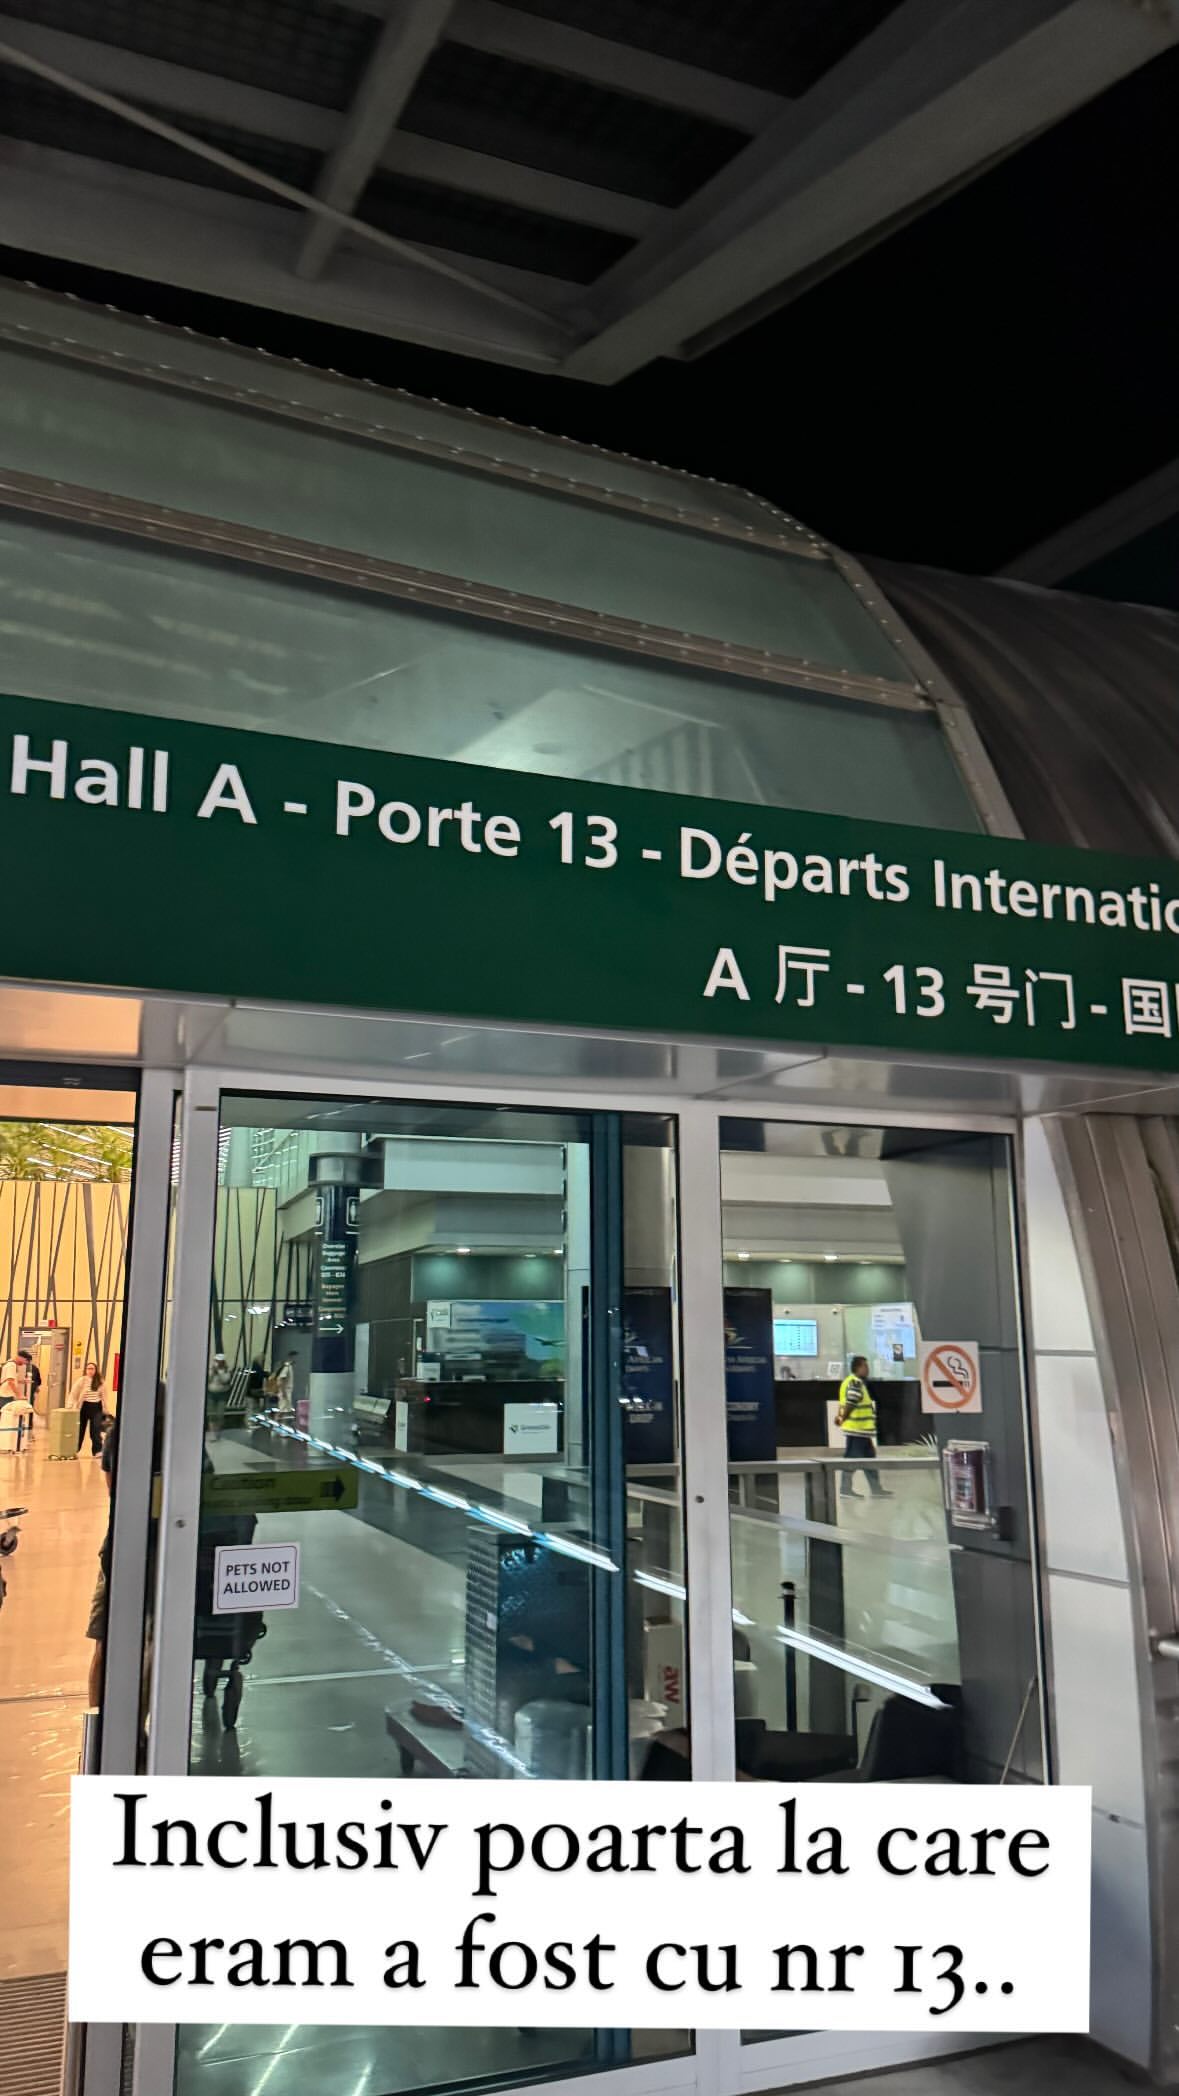 Hall A - Porte 13 - Départs Internatio
A 厅 - 13 号门 - 国
PETS NOT
ALLOWED
Inclusiv poarta la care
eram a fost cu nr 13..